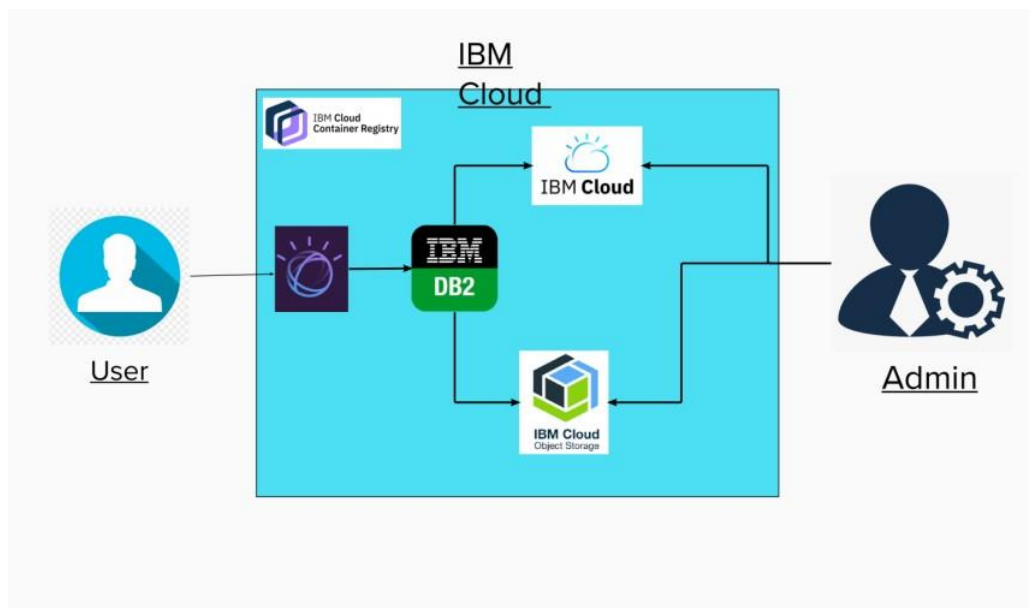 IBM
Cloud
IBM Cloud
Container Registry
IBM Cloud
IBM
DB2
User
IBM Cloud
Object Storage
Admin